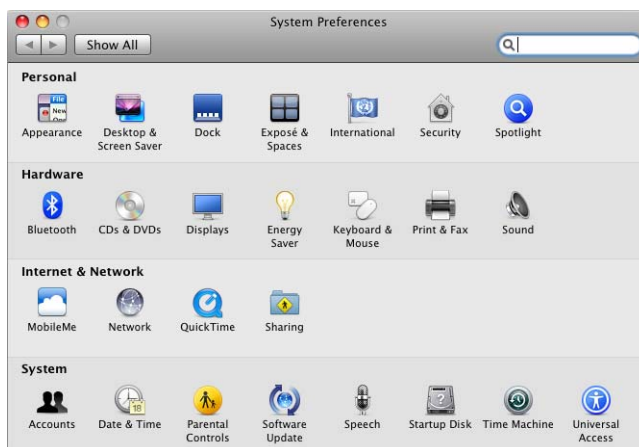 System Preferences
Show All
Personal
Appearance
Desktop &
Screen Saver
Dock
Exposé &
Spaces
International
Security
Spotlight
Hardware
Bluetooth
CDs & DVDs
Displays
Energy
Saver
Keyboard &
Mouse
Print & Fax
Sound
Internet & Network
MobileMe
Network
QuickTime
Sharing
System
Accounts
Date & Time
Parental
Controls
Software
Update
Speech
Startup Disk
Time Machine
Universal
Access